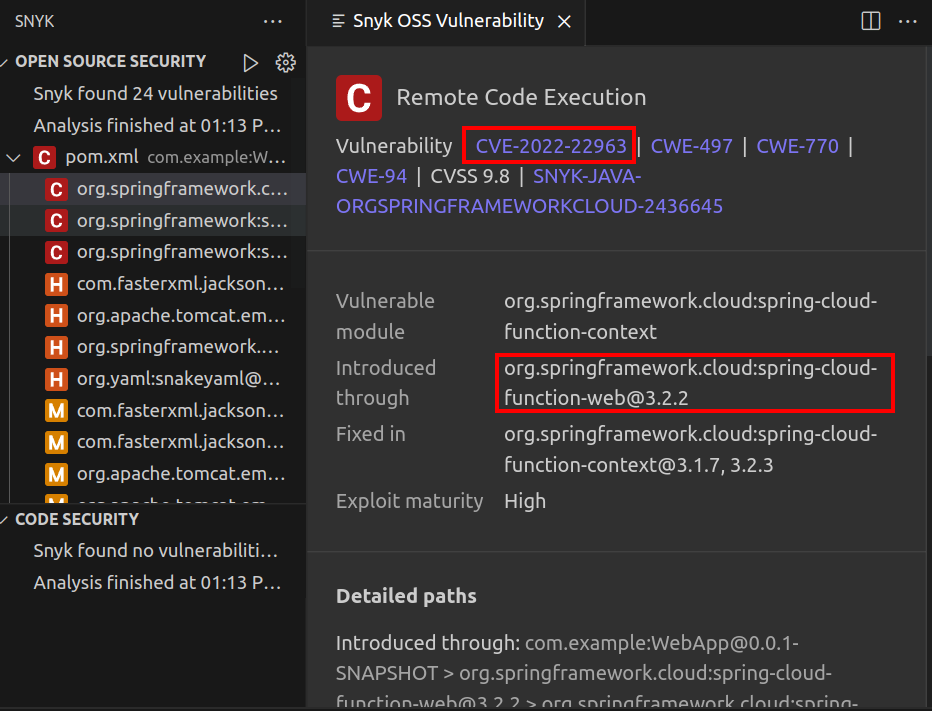 SNYK
OPEN SOURCE SECURITY
Snyk found 24 vulnerabilities
Analysis finished at 01:13 P...
C pom.xml com.example:W...
C org.springframework.c...
C org.springframework:s...
C org.springframework:s...
H com.fasterxml.jackson...
H org.apache.tomcat.em...
H org.springframework....
H org.yaml:snakeyaml@...
M com.fasterxml.jackson...
M com.fasterxml.jackson...
M org.apache.tomcat.em...
M org.apache.tomcat.em...
CODE SECURITY
Snyk found no vulnerabiliti...
Analysis finished at 01:13 P...
Snyk OSS Vulnerability
C Remote Code Execution
Vulnerability CVE-2022-22963 | CWE-497 | CWE-770 |
CWE-94 | CVSS 9.8 | SNYK-JAVA-
ORGSPRINGFRAMEWORKCLOUD-2436645
Vulnerable org.springframework.cloud:spring-cloud-
module function-context
Introduced org.springframework.cloud:spring-cloud-
through function-web@3.2.2
Fixed in org.springframework.cloud:spring-cloud-
function-context@3.1.7, 3.2.3
Exploit maturity High
Detailed paths
Introduced through: com.example:WebApp@0.0.1-
SNAPSHOT > org.springframework.cloud:spring-cloud-
function-web@3.2.2 > org.springframework.cloud:spring-